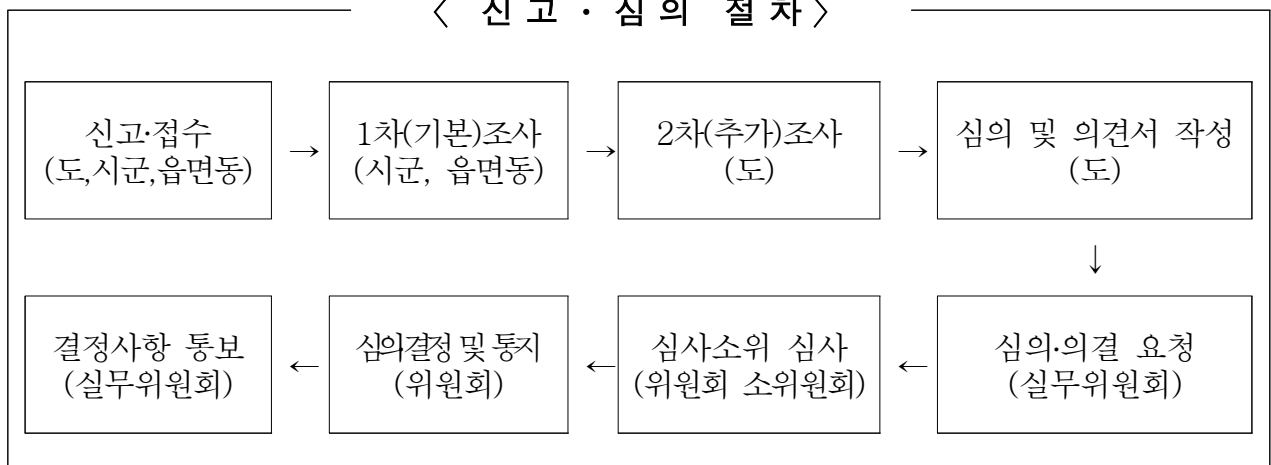 〈 신 고 · 심 의 절 차 〉
신고·접수
(도,시군,읍면동)
→
1차(기본)조사
(시군, 읍면동)
→
2차(추가)조사
(도)
→
심의 및 의견서 작성
(도)
↓
결정사항 통보
(실무위원회)
←
심의·결정 및 통지
(위원회)
←
심사소위 심사
(위원회 소위원회)
←
심의·의결 요청
(실무위원회)